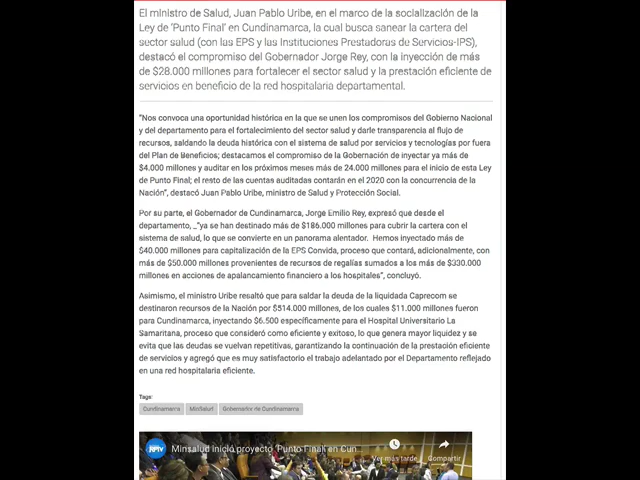 El ministro de Salud, Juan Pablo Uribe, en el marco de la socialización de la
Ley de 'Punto Final' en Cundinamarca, la cual busca sanear la cartera del
sector salud (con las EPS y las Instituciones Prestadoras de Servicios-IPS),
destacó el compromiso del Gobernador Jorge Rey, con la inyección de más
de $28.000 millones para fortalecer el sector salud y la prestación eficiente de
servicios en beneficio de la red hospitalaria departamental.
"Nos convoca una oportunidad histórica en la que se unen los compromisos del Gobierno Nacional
y del departamento para el fortalecimiento del sector salud y darle transparencia al flujo de
recursos, saldando la deuda histórica con el sistema de salud por servicios y tecnologías por fuera
del Plan de Beneficios; destacamos el compromiso de la Gobernación de inyectar ya más de
$4.000 millones y auditar en los próximos meses más de 24.000 millones para el inicio de esta Ley
de Punto Final; el resto de las cuentas auditadas contarán en el 2020 con la concurrencia de la
Nación", destacó Juan Pablo Uribe, ministro de Salud y Protección Social.
Por su parte, el Gobernador de Cundinamarca, Jorge Emilio Rey, expresó que desde el
departamento, _"ya se han destinado más de $186.000 millones para cubrir la cartera con el
sistema de salud, lo que se convierte en un panorama alentador. Hemos inyectado más de
$40.000 millones para capitalización de la EPS Convida, proceso que contará, adicionalmente, con
más de $50.000 millones provenientes de recursos de regalías sumados a los más de $330.000
millones en acciones de apalancamiento financiero a los hospitales", concluyó.
Asimismo, el ministro Uribe resaltó que para saldar la deuda de la liquidada Caprecom se
destinaron recursos de la Nación por $514.000 millones, de los cuales $11.000 millones fueron
para Cundinamarca, inyectando $6.500 específicamente para el Hospital Universitario La
Samaritana, proceso que consideró como eficiente y exitoso, lo que genera mayor liquidez y se
evita que las deudas se vuelvan repetitivas, garantizando la continuación de la prestación eficiente
de servicios y agregó que es muy satisfactorio el trabajo adelantado por el Departamento reflejado
en una red hospitalaria eficiente.
Tags:
Cundinamarca MinSalud Gobernador de Cundinamarca
Minsalud inició proyecto 'Punto Final' en Cun
Ver más tarde Compartir